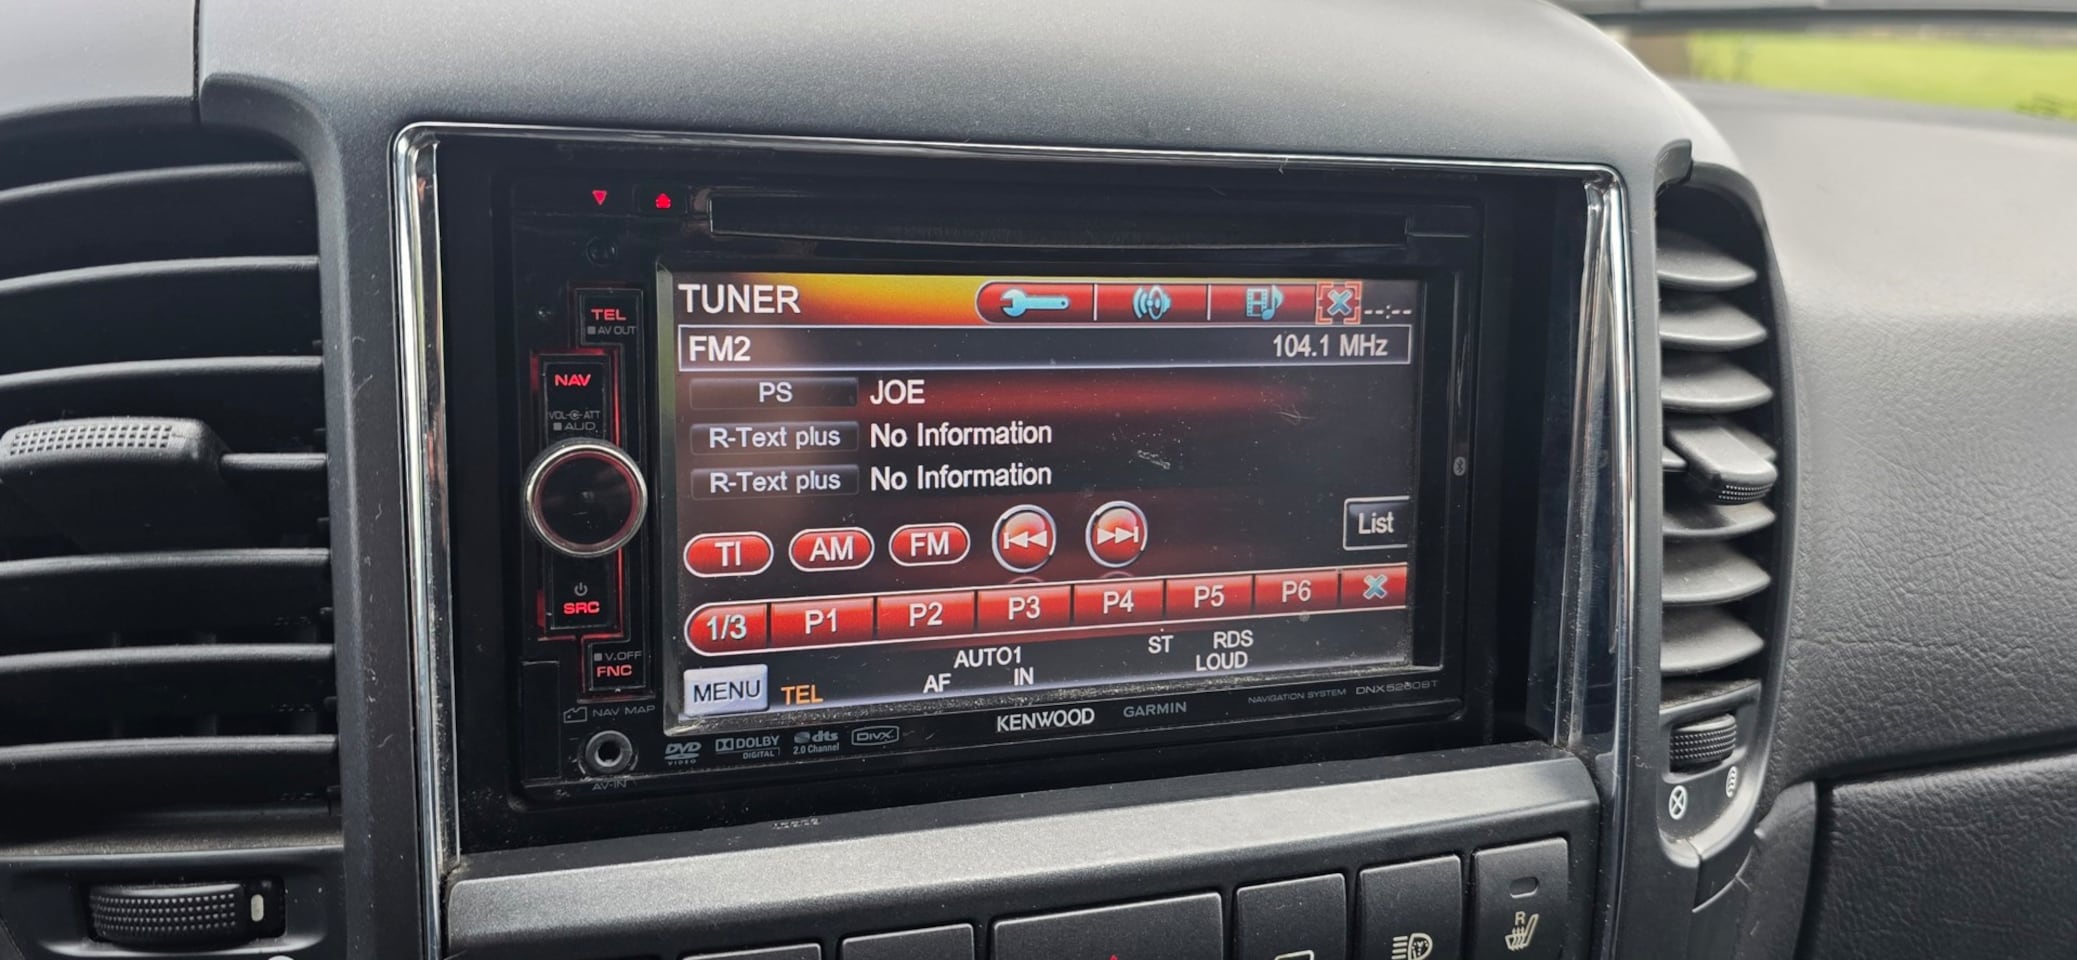 TEL
AV OUT
NAV
VOL ATT
AUD
SRC
V.OFF
FNC
NAV MAP
AV-IN
TUNER
--:--
FM2 104.1 MHz
PS JOE
R-Text plus No Information
R-Text plus No Information
List
TI AM FM
1/3 P1 P2 P3 P4 P5 P6
AUTO1 ST RDS
LOUD
MENU TEL AF IN
DVD VIDEO
DOLBY DIGITAL
dts 2.0 Channel
DIVX
KENWOOD GARMIN NAVIGATION SYSTEM DNX5260BT
R